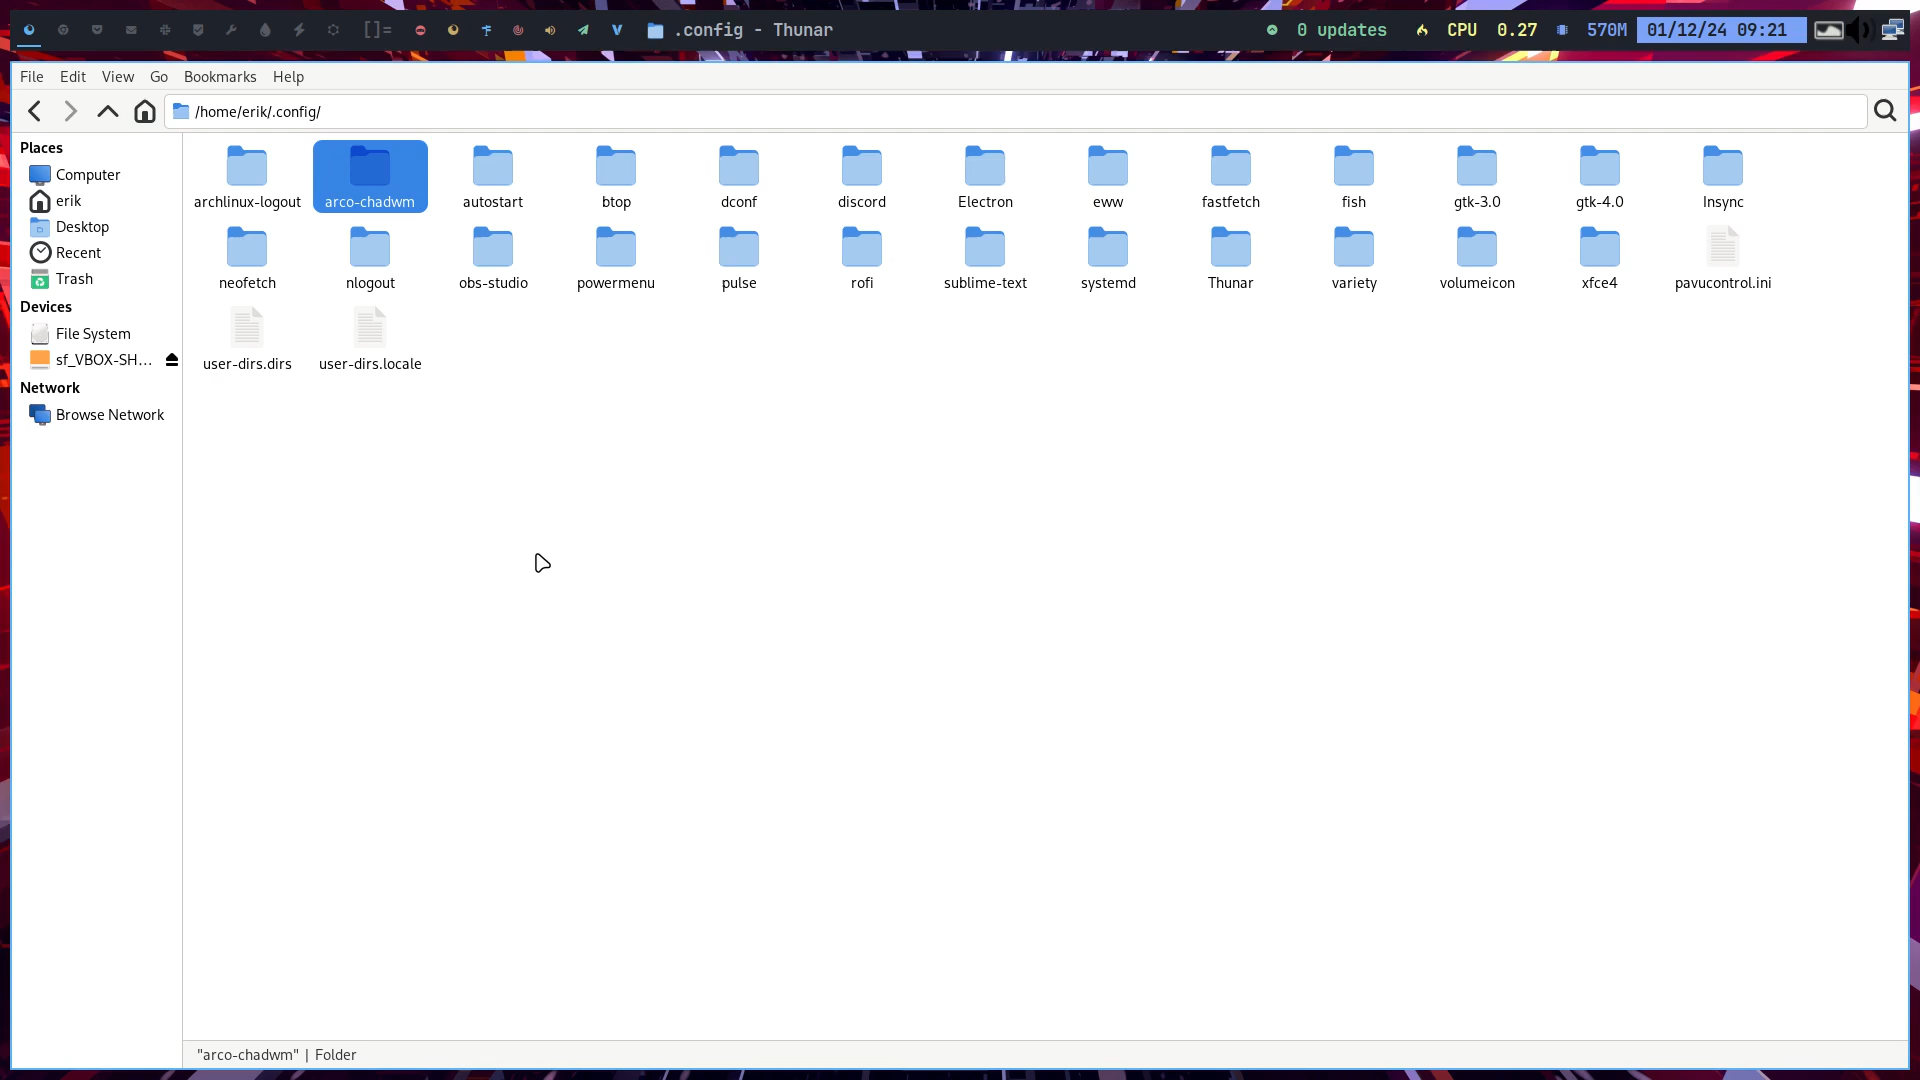 []= .config - Thunar 0 updates CPU 0.27 570M 01/12/24 09:21
File Edit View Go Bookmarks Help
/home/erik/.config/
Places
Computer
erik
Desktop
Recent
Trash
Devices
File System
sf_VBOX-SH...
Network
Browse Network
archlinux-logout arco-chadwm autostart btop dconf discord Electron eww fastfetch fish gtk-3.0 gtk-4.0 Insync
neofetch nlogout obs-studio powermenu pulse rofi sublime-text systemd Thunar variety volumeicon xfce4 pavucontrol.ini
user-dirs.dirs user-dirs.locale
"arco-chadwm" | Folder